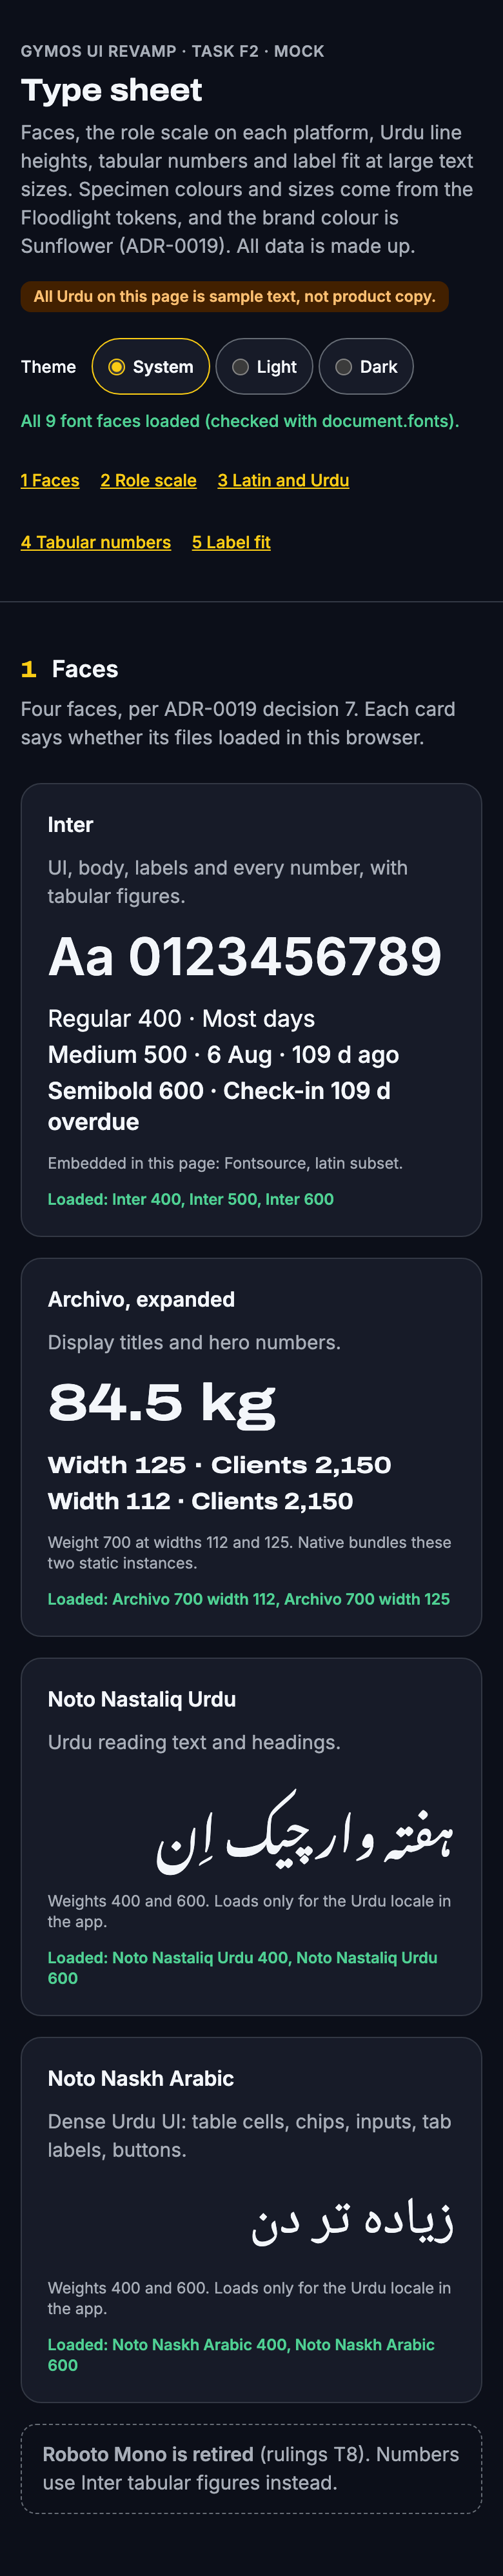 GYMOS UI REVAMP · TASK F2 · MOCK
Type sheet
Faces, the role scale on each platform, Urdu line
heights, tabular numbers and label fit at large text
sizes. Specimen colours and sizes come from the
Floodlight tokens, and the brand colour is
Sunflower (ADR-0019). All data is made up.
All Urdu on this page is sample text, not product copy.
Theme System Light Dark
All 9 font faces loaded (checked with document.fonts).
1 Faces 2 Role scale 3 Latin and Urdu
4 Tabular numbers 5 Label fit
1 Faces
Four faces, per ADR-0019 decision 7. Each card
says whether its files loaded in this browser.
Inter
UI, body, labels and every number, with
tabular figures.
Aa 0123456789
Regular 400 · Most days
Medium 500 · 6 Aug · 109 d ago
Semibold 600 · Check-in 109 d
overdue
Embedded in this page: Fontsource, latin subset.
Loaded: Inter 400, Inter 500, Inter 600
Archivo, expanded
Display titles and hero numbers.
84.5 kg
Width 125 · Clients 2,150
Width 112 · Clients 2,150
Weight 700 at widths 112 and 125. Native bundles these
two static instances.
Loaded: Archivo 700 width 112, Archivo 700 width 125
Noto Nastaliq Urdu
Urdu reading text and headings.
ہفتہ وار چیک اِن
Weights 400 and 600. Loads only for the Urdu locale in
the app.
Loaded: Noto Nastaliq Urdu 400, Noto Nastaliq Urdu
600
Noto Naskh Arabic
Dense Urdu UI: table cells, chips, inputs, tab
labels, buttons.
زیادہ تر دن
Weights 400 and 600. Loads only for the Urdu locale in
the app.
Loaded: Noto Naskh Arabic 400, Noto Naskh Arabic
600
Roboto Mono is retired (rulings T8). Numbers
use Inter tabular figures instead.